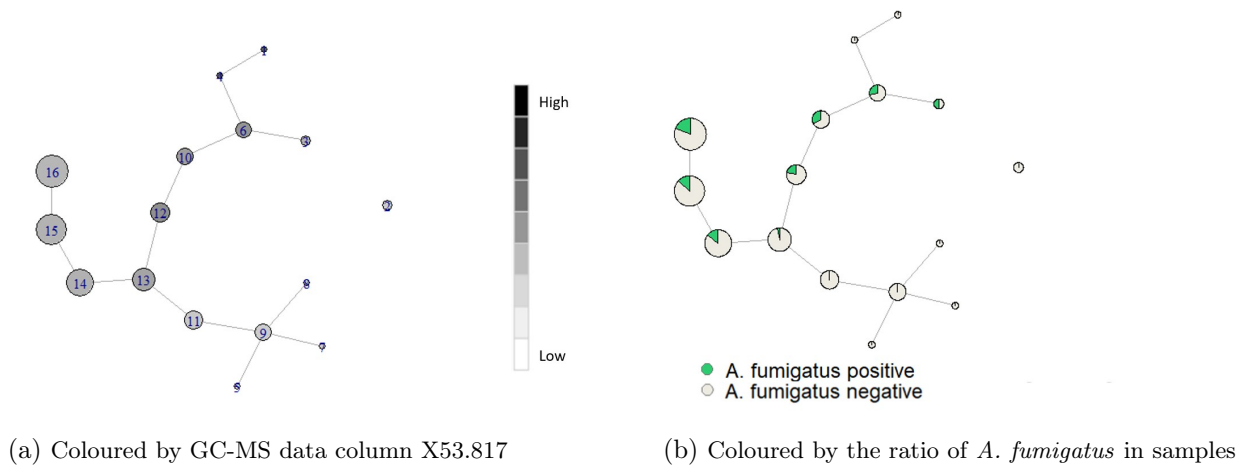 1
4
6
3
10
16
12
2
15
13
14
8
11
9
7
5
High
Low
A. fumigatus positive
A. fumigatus negative
(a) Coloured by GC-MS data column X53.817
(b) Coloured by the ratio of A. fumigatus in samples